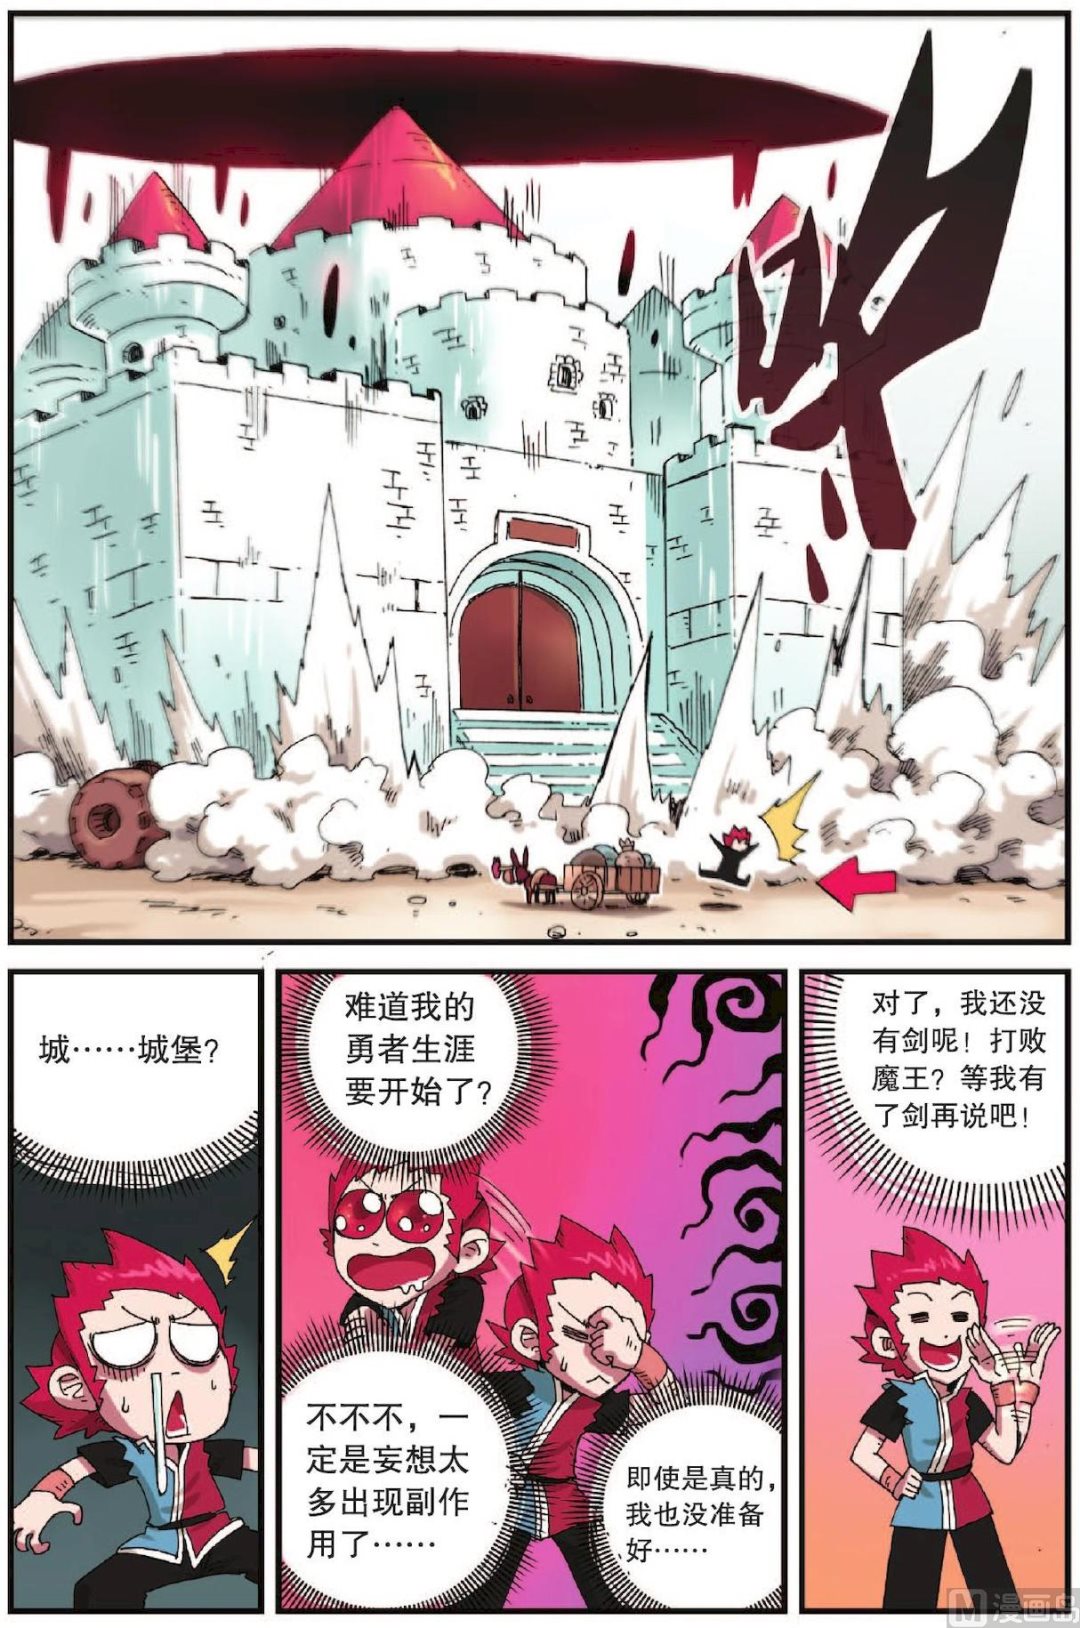 咚
城……城堡?
难道我的
勇者生涯
要开始了?
不不不，一
定是妄想太
多出现副作
用了……
即使是真的，
我也没准备
好……
对了，我还没
有剑呢！打败
魔王？等我有
了剑再说吧！
漫画岛